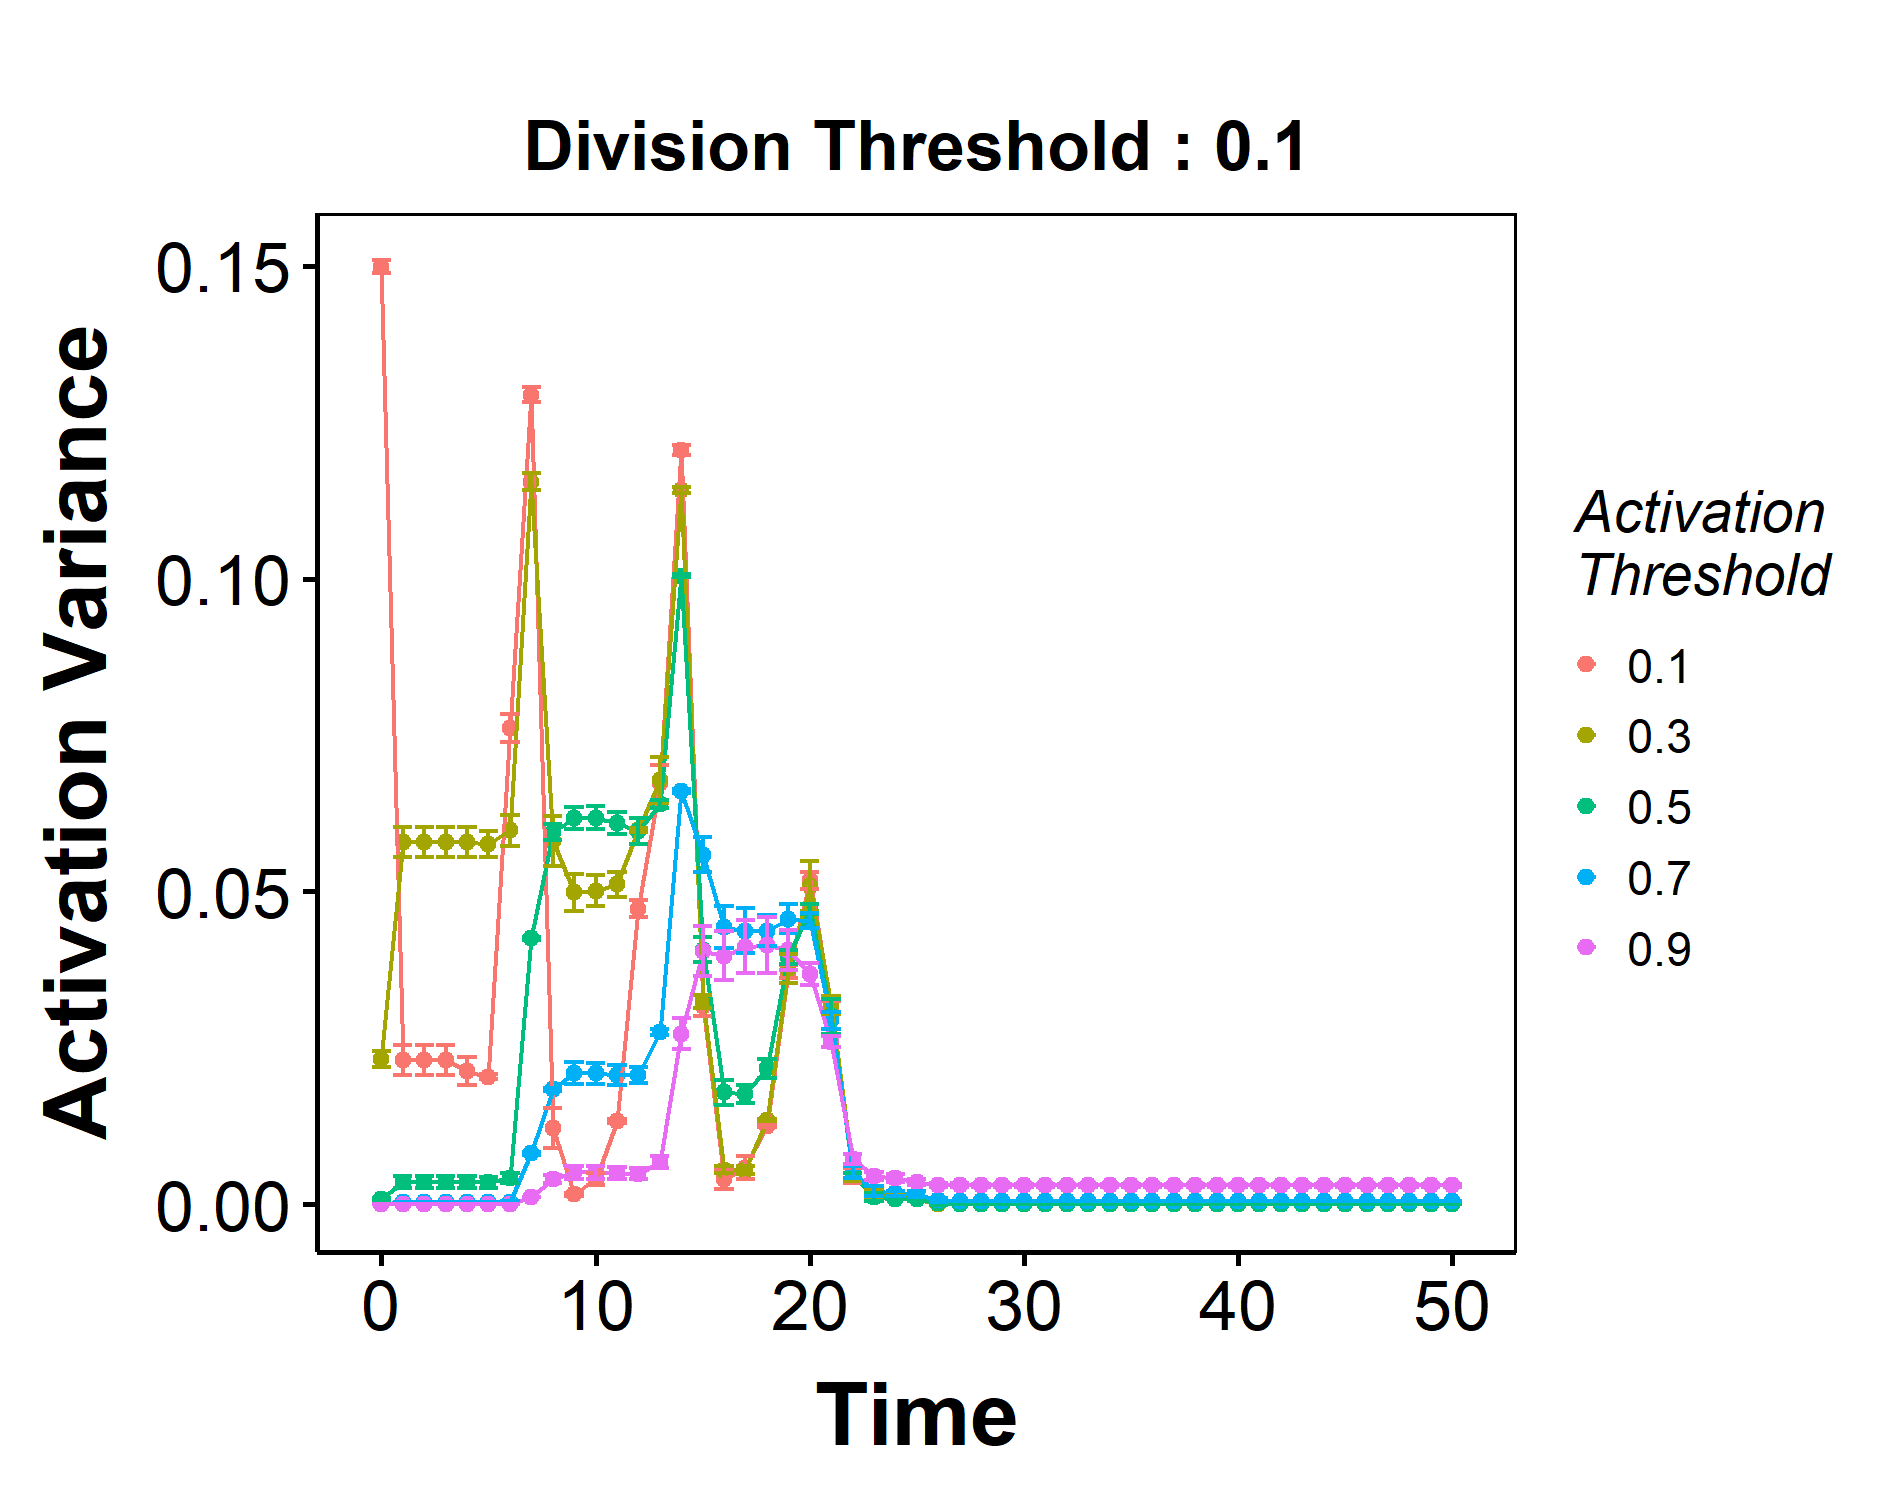 Division Threshold : 0.1
0.15
0.10
0.05
0.00
Activation Variance
0 10 20 30 40 50
Time
Activation
Threshold
0.1
0.3
0.5
0.7
0.9